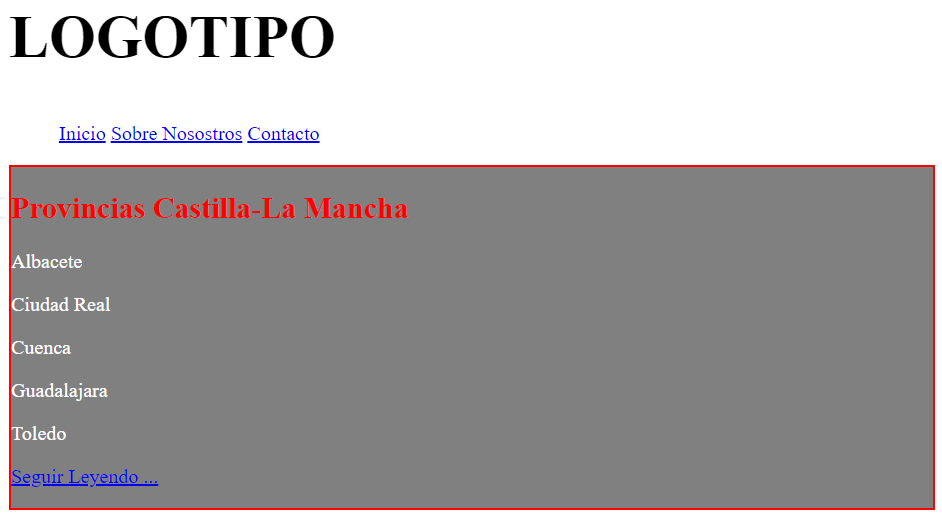 LOGOTIPO
Inicio Sobre Nosostros Contacto
Provincias Castilla-La Mancha
Albacete
Ciudad Real
Cuenca
Guadalajara
Toledo
Seguir Leyendo ...